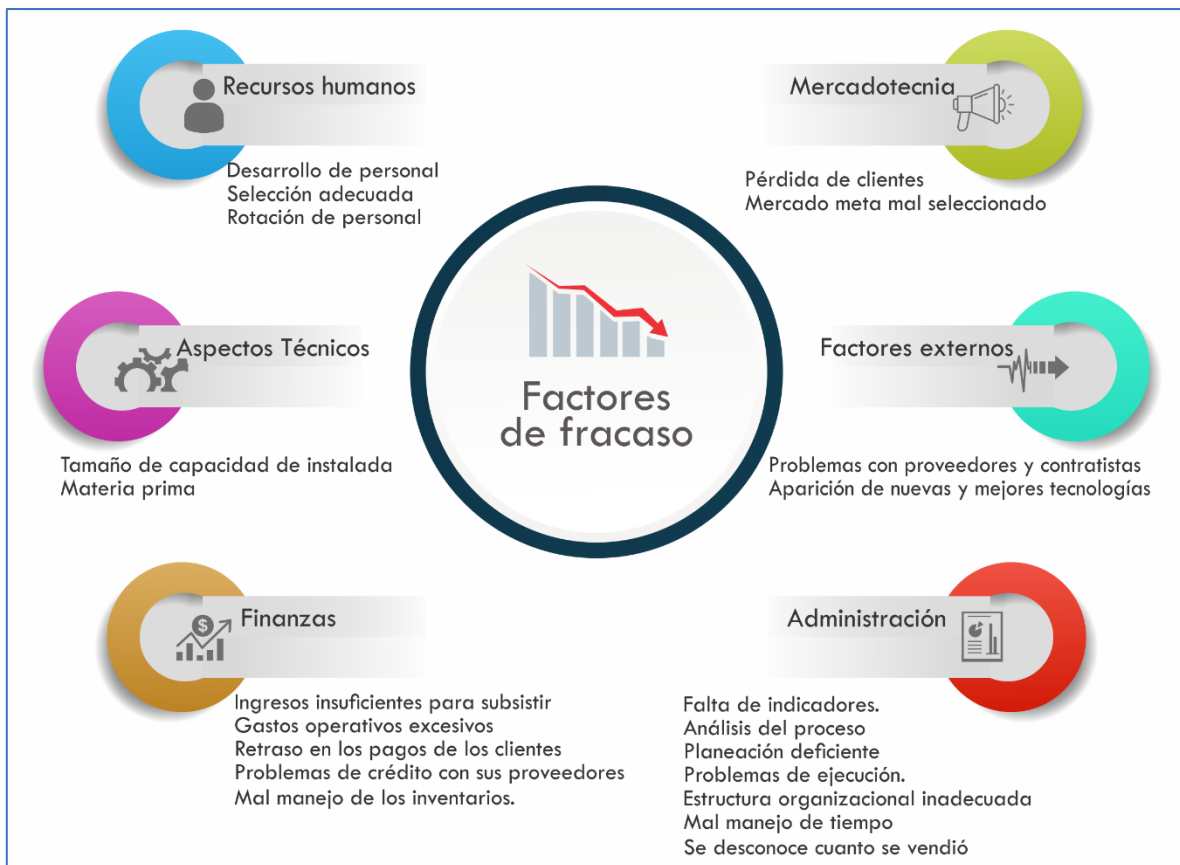 Recursos humanos
Desarrollo de personal
Selección adecuada
Rotación de personal
Mercadotecnia
Pérdida de clientes
Mercado meta mal seleccionado
Factores
de fracaso
Aspectos Técnicos
Tamaño de capacidad de instalada
Materia prima
Factores externos
Problemas con proveedores y contratistas
Aparición de nuevas y mejores tecnologías
$
Finanzas
Ingresos insuficientes para subsistir
Gastos operativos excesivos
Retraso en los pagos de los clientes
Problemas de crédito con sus proveedores
Mal manejo de los inventarios.
Administración
Falta de indicadores.
Análisis del proceso
Planeación deficiente
Problemas de ejecución.
Estructura organizacional inadecuada
Mal manejo de tiempo
Se desconoce cuanto se vendió